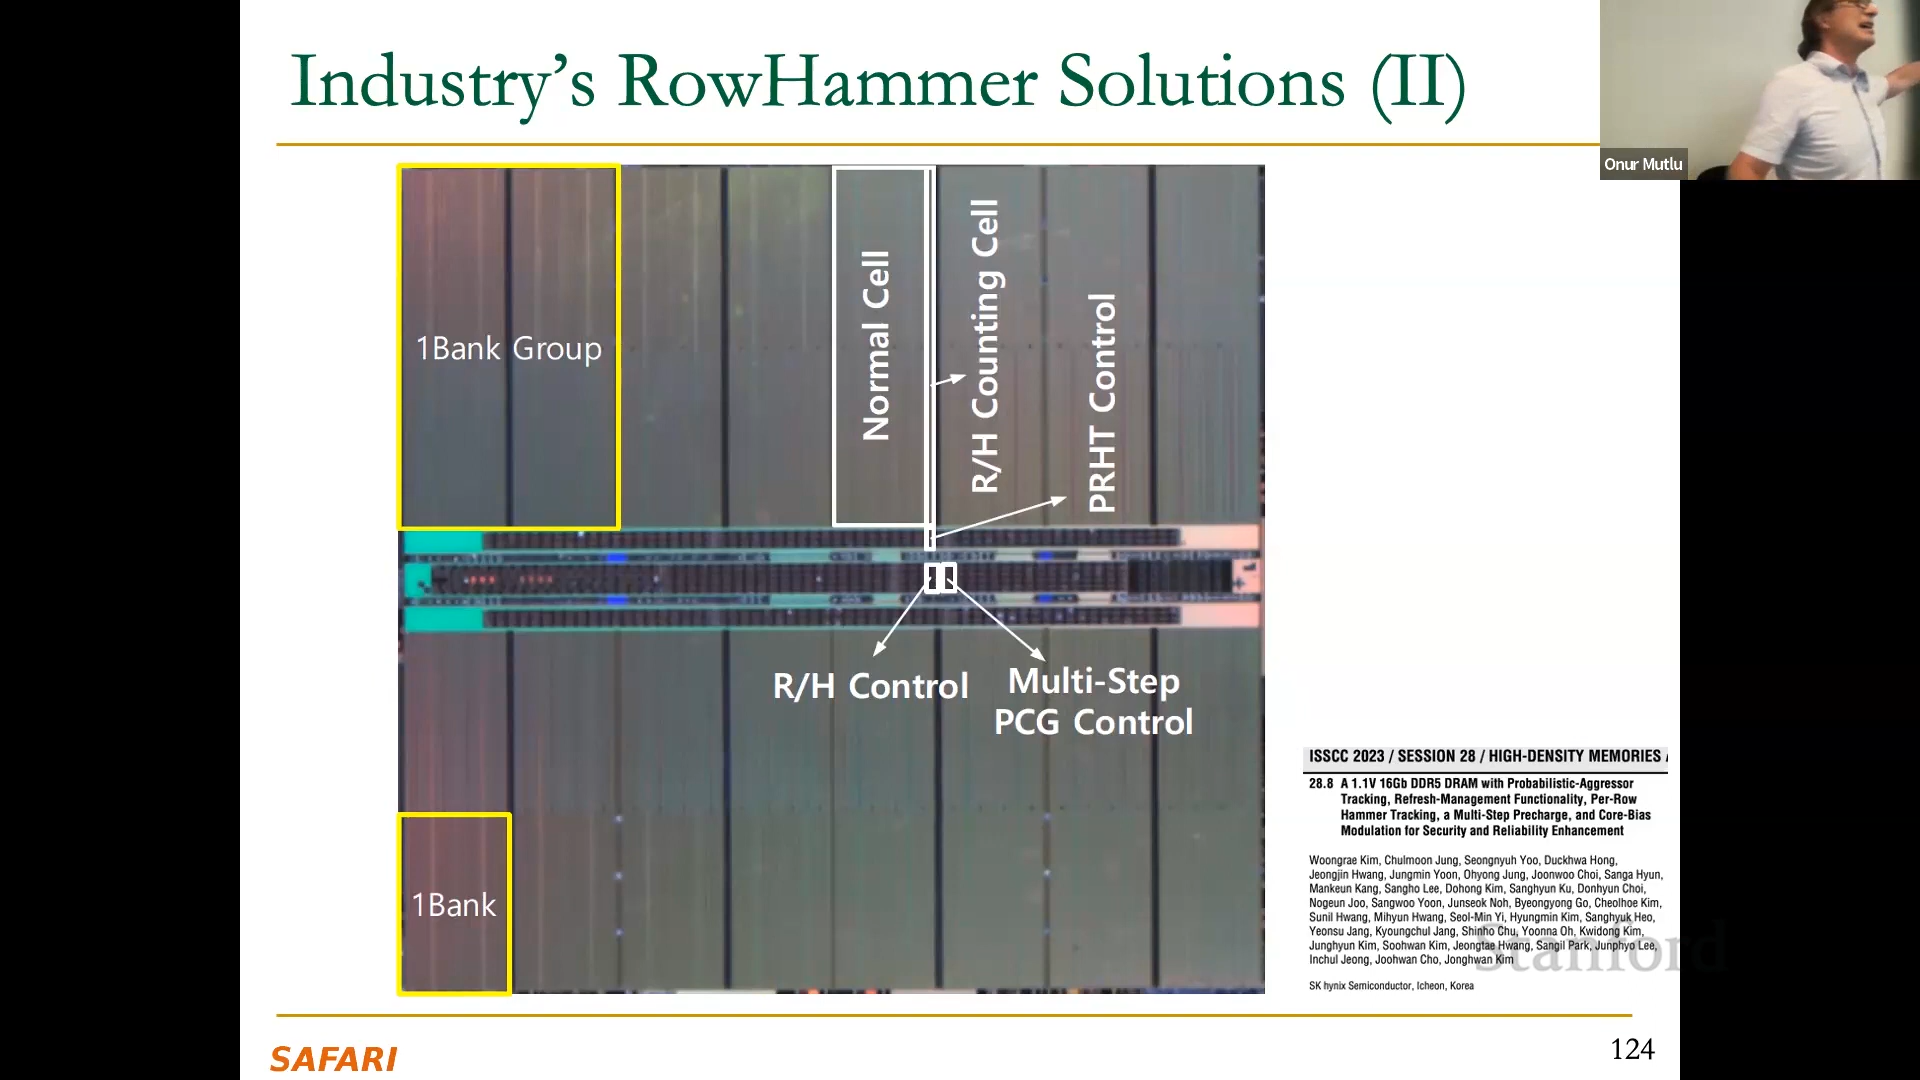 Industry's RowHammer Solutions (II)
Onur Mutlu
1Bank Group
Normal Cell
R/H Counting Cell
PRHT Control
R/H Control
Multi-Step
PCG Control
1Bank
ISSCC 2023 / SESSION 28 / HIGH-DENSITY MEMORIES
28.8 A 1.1V 16Gb DDR5 DRAM with Probabilistic-Aggressor
Tracking, Refresh-Management Functionality, Per-Row
Hammer Tracking, a Multi-Step Precharge, and Core-Bias
Modulation for Security and Reliability Enhancement
Woongrae Kim, Chulmoon Jung, Seongnyuh Yoo, Duckhwa Hong,
Jeongjin Hwang, Jungmin Yoon, Ohyong Jung, Joonwoo Choi, Sanga Hyun,
Mankeun Kang, Sangho Lee, Dohong Kim, Sanghyun Ku, Donhyun Choi,
Nogeun Joo, Sangwoo Yoon, Junseok Noh, Byeongyong Go, Cheolhoe Kim,
Sunil Hwang, Mihyun Hwang, Seol-Min Yi, Hyungmin Kim, Sanghyuk Heo,
Yeonsu Jang, Kyoungchul Jang, Shinho Chu, Yoonna Oh, Kwidong Kim,
Junghyun Kim, Soohwan Kim, Jeongtae Hwang, Sangil Park, Junphyo Lee,
Inchul Jeong, Joohwan Cho, Jonghwan Kim
Stanford
SK hynix Semiconductor, Icheon, Korea
SAFARI
124